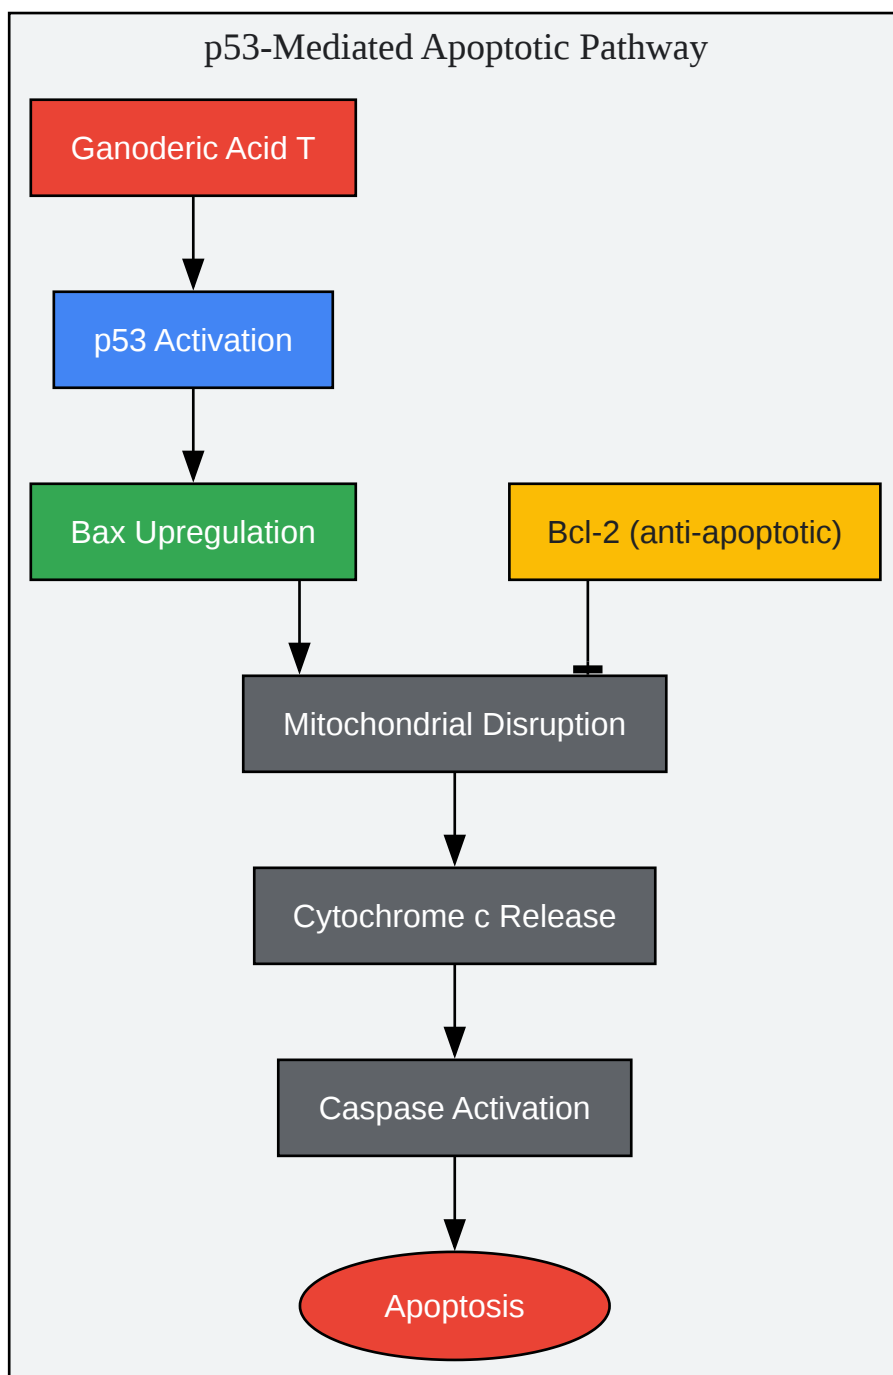 p53-Mediated Apoptotic Pathway
Ganoderic Acid T
p53 Activation
Bax Upregulation
Bcl-2 (anti-apoptotic)
Mitochondrial Disruption
Cytochrome c Release
Caspase Activation
Apoptosis